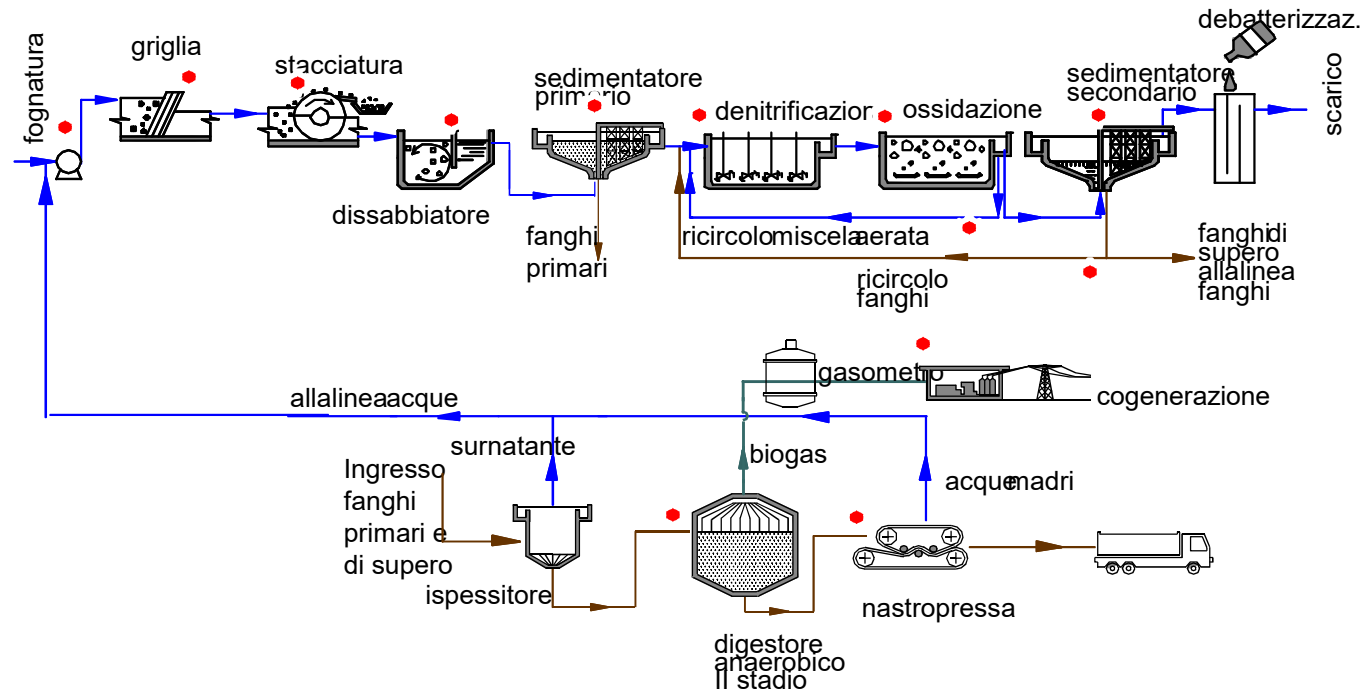 debatterizzaz.
griglia
fognatura
stacciatura
sedimentatore
primario
sedimentatore
secondario
denitrificazion
ossidazione
scarico
dissabbiatore
fanghi
primari
ricircolo miscela aerata
ricircolo
fanghi
fanghi di
supero
alla linea
fanghi
gasometro
cogenerazione
alla linea acque
surnatante
biogas
Ingresso
fanghi
primari e
di supero
acque madri
ispessitore
nastropressa
digestore
anaerobico
II stadio